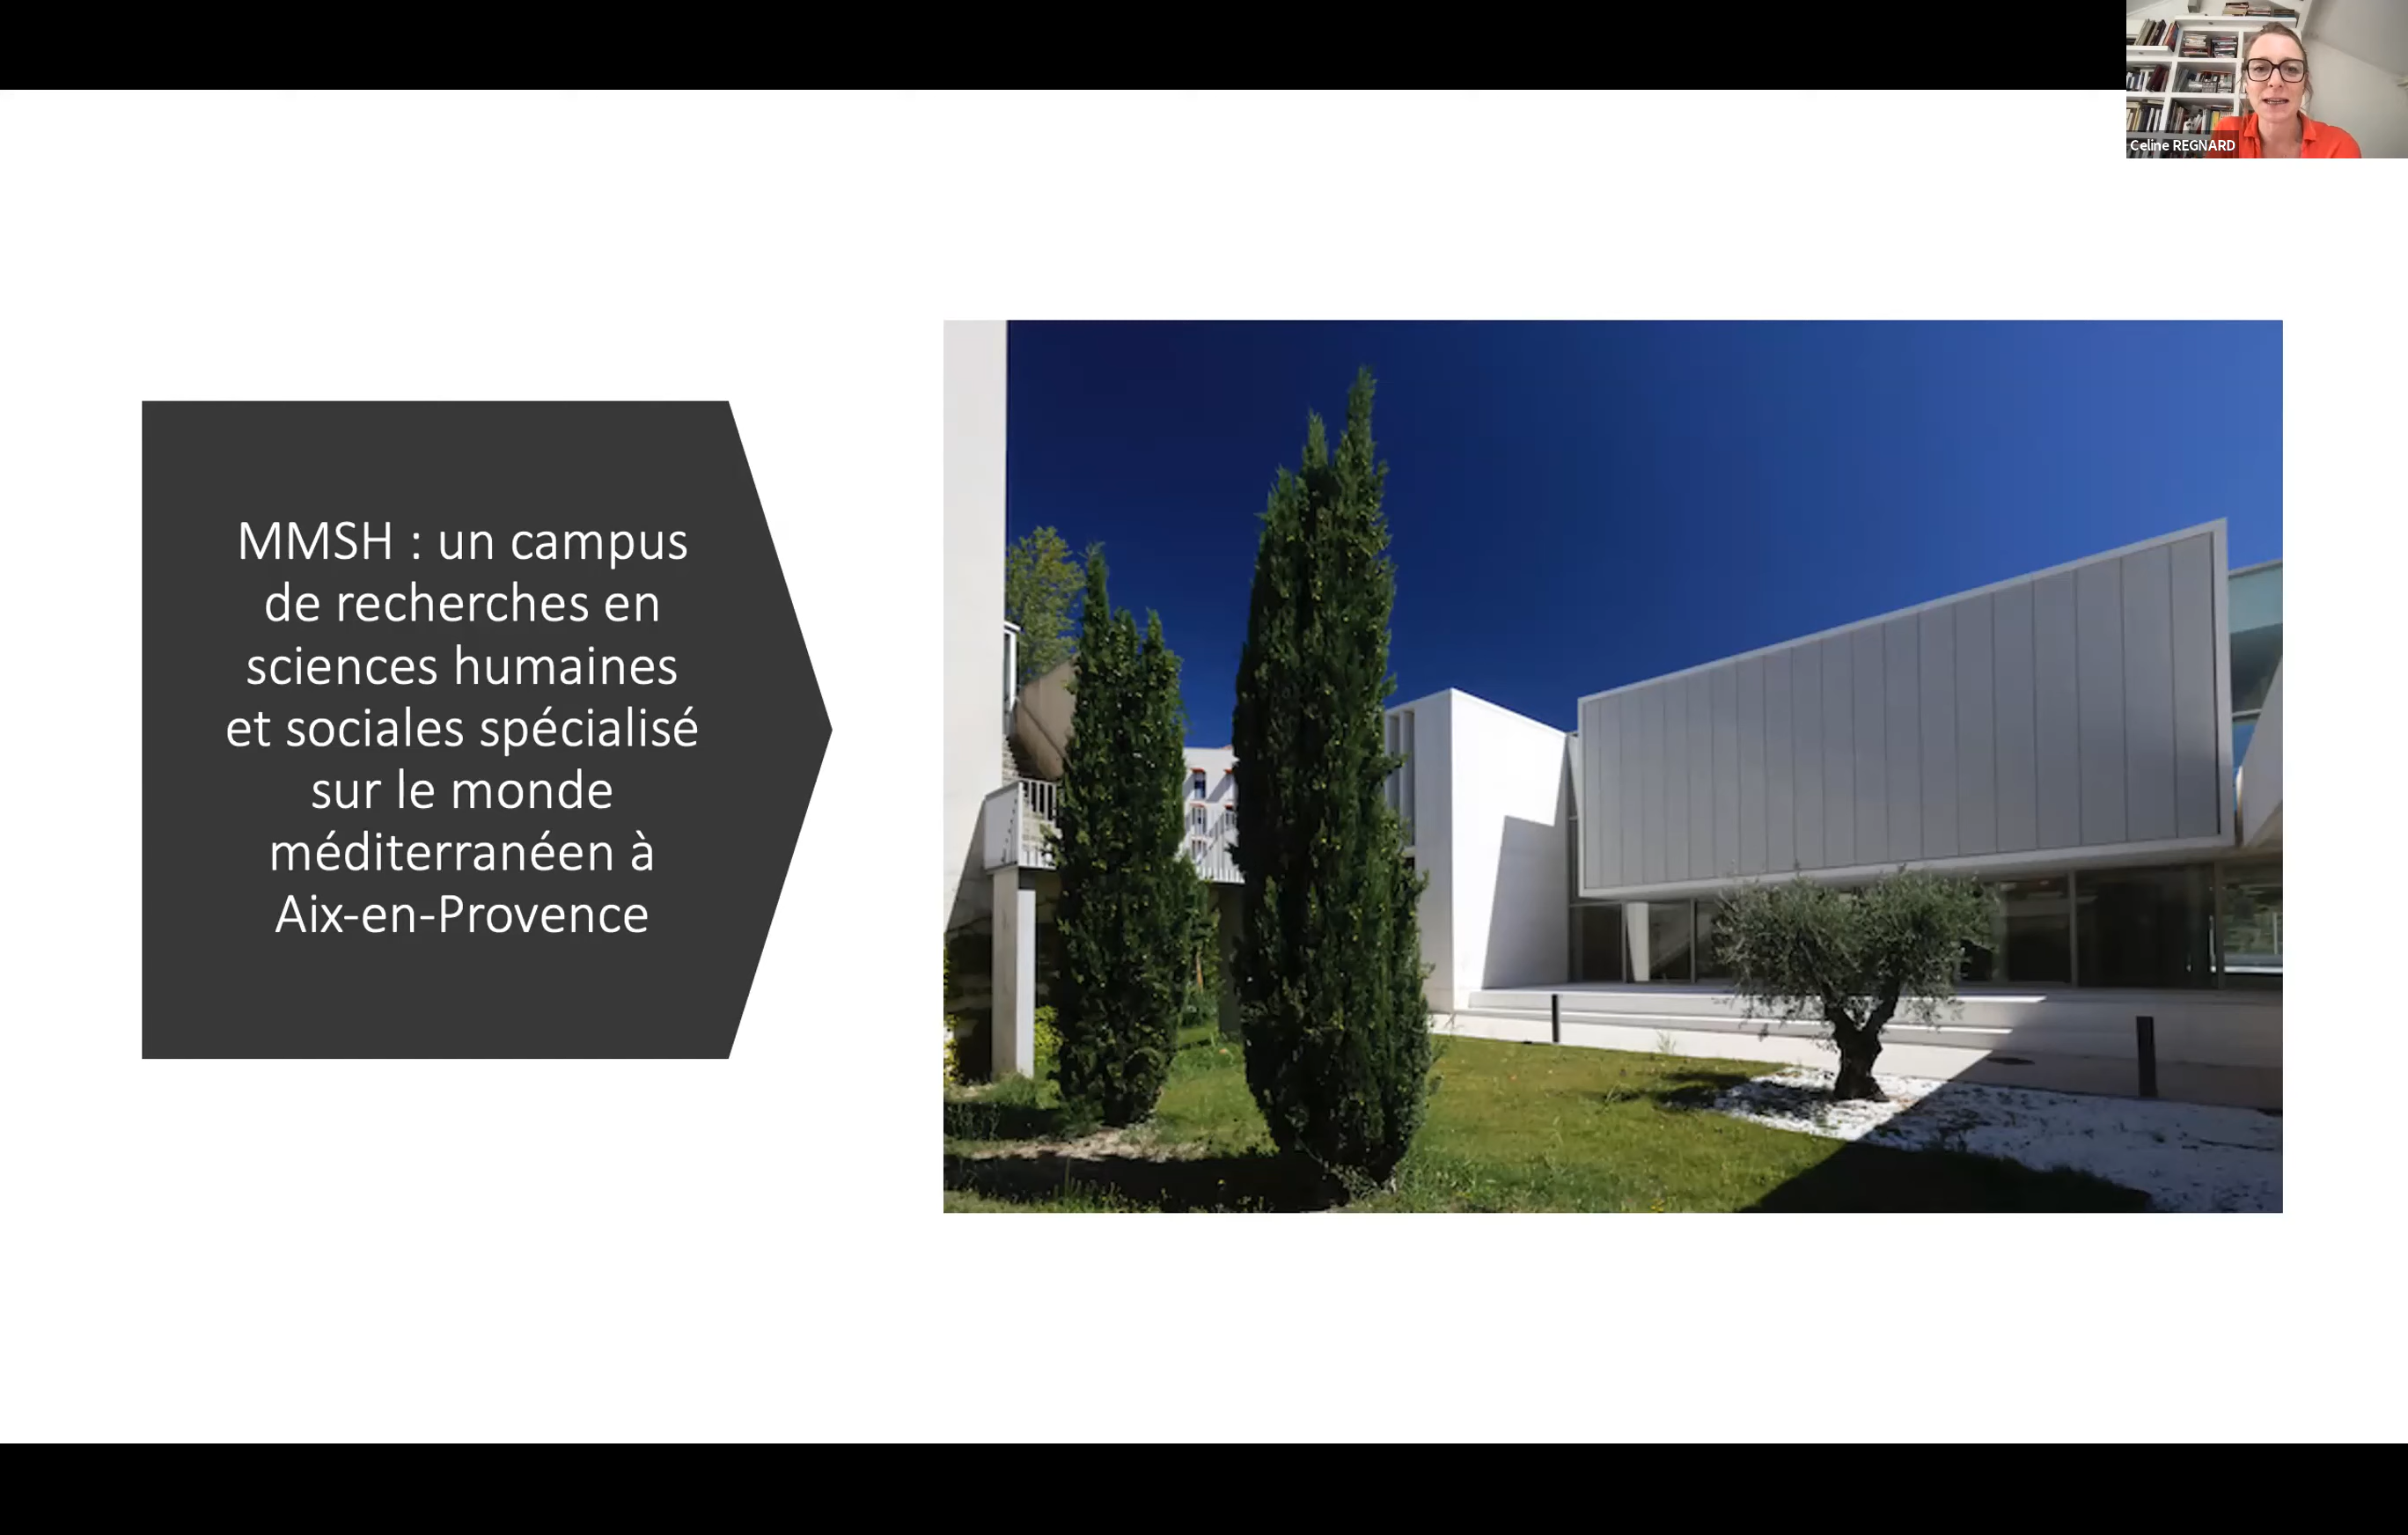 Celine REGNARD
MMSH : un campus
de recherches en
sciences humaines
et sociales spécialisé
sur le monde
méditerranéen à
Aix-en-Provence